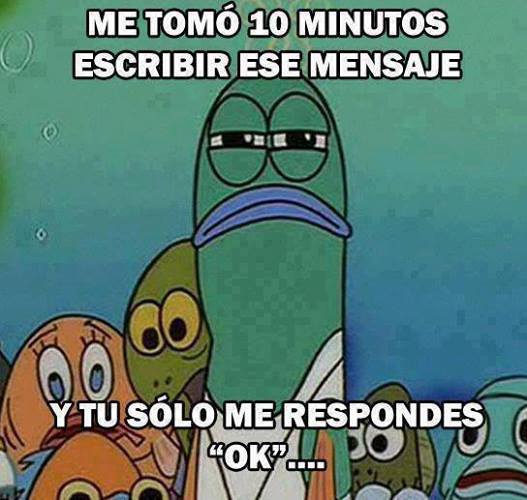 ME TOMÓ 10 MINUTOS
ESCRIBIR ESE MENSAJE
Y TU SÓLO ME RESPONDES
“OK”....